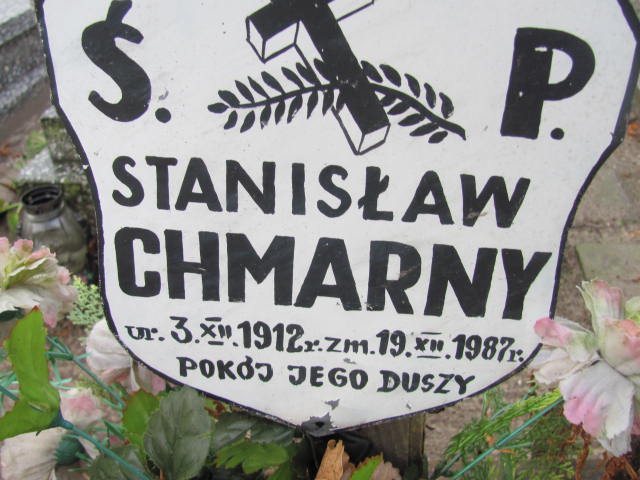 Ś. P.
STANISŁAW
CHMARNY
ur. 3.XII.1912r. zm. 19.XII.1987r.
POKÓJ JEGO DUSZY